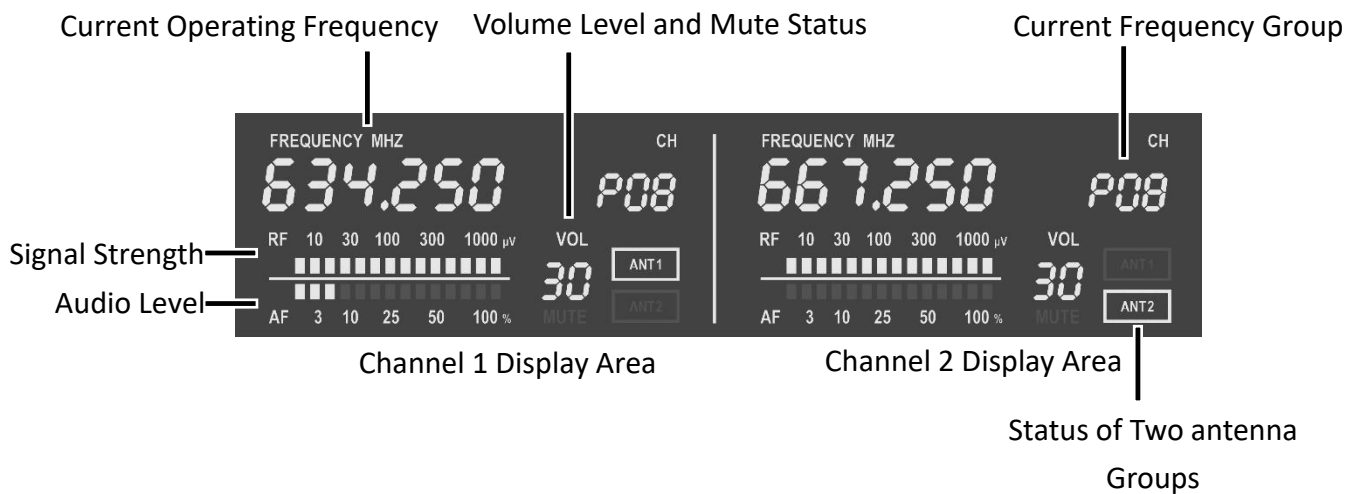 Current Operating Frequency
Volume Level and Mute Status
Current Frequency Group
FREQUENCY MHZ
CH
FREQUENCY MHZ
CH
634.250
P08
667.250
P08
Signal Strength
RF 10 30 100 300 1000 µV
VOL
ANT1
RF 10 30 100 300 1000 µV
VOL
ANT1
30
30
Audio Level
AF 3 10 25 50 100 %
MUTE
ANT2
AF 3 10 25 50 100 %
MUTE
ANT2
Channel 1 Display Area
Channel 2 Display Area
Status of Two antenna
Groups